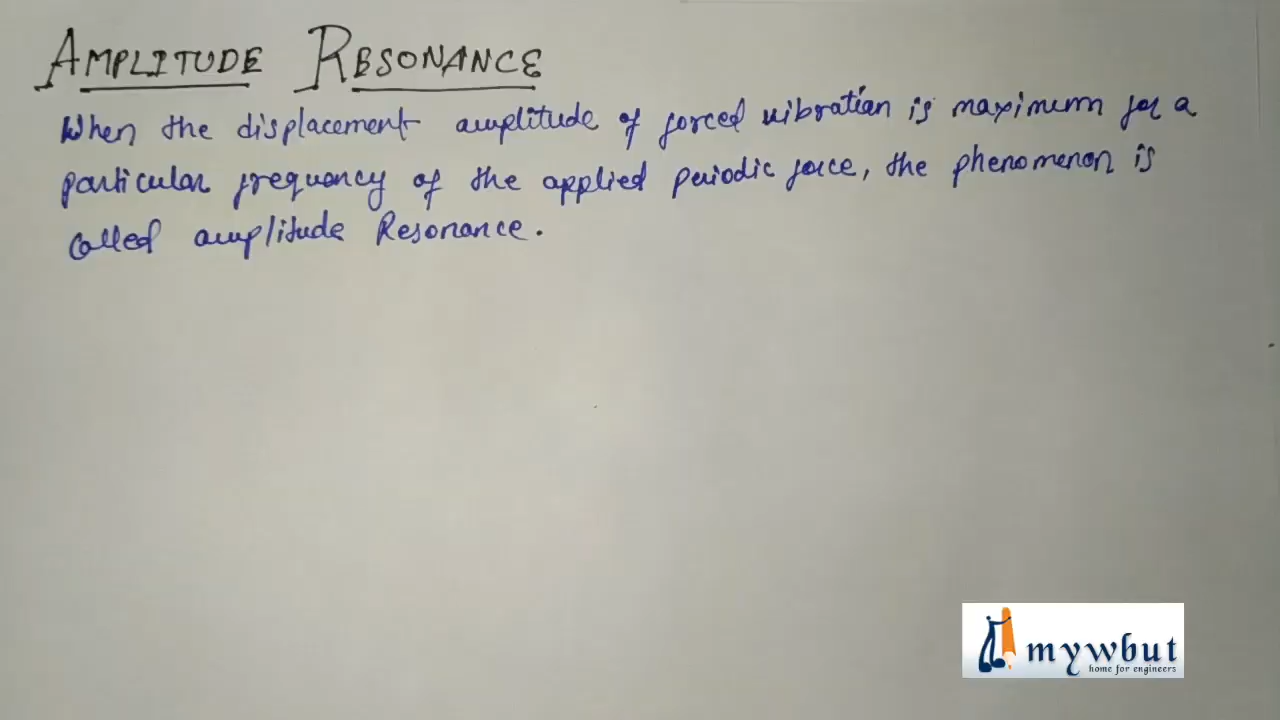 AMPLITUDE RESONANCE
When the displacement amplitude of forced vibration is maximum for a
particular frequency of the applied periodic force, the phenomenon is
called amplitude Resonance.
mywbut
home for engineers